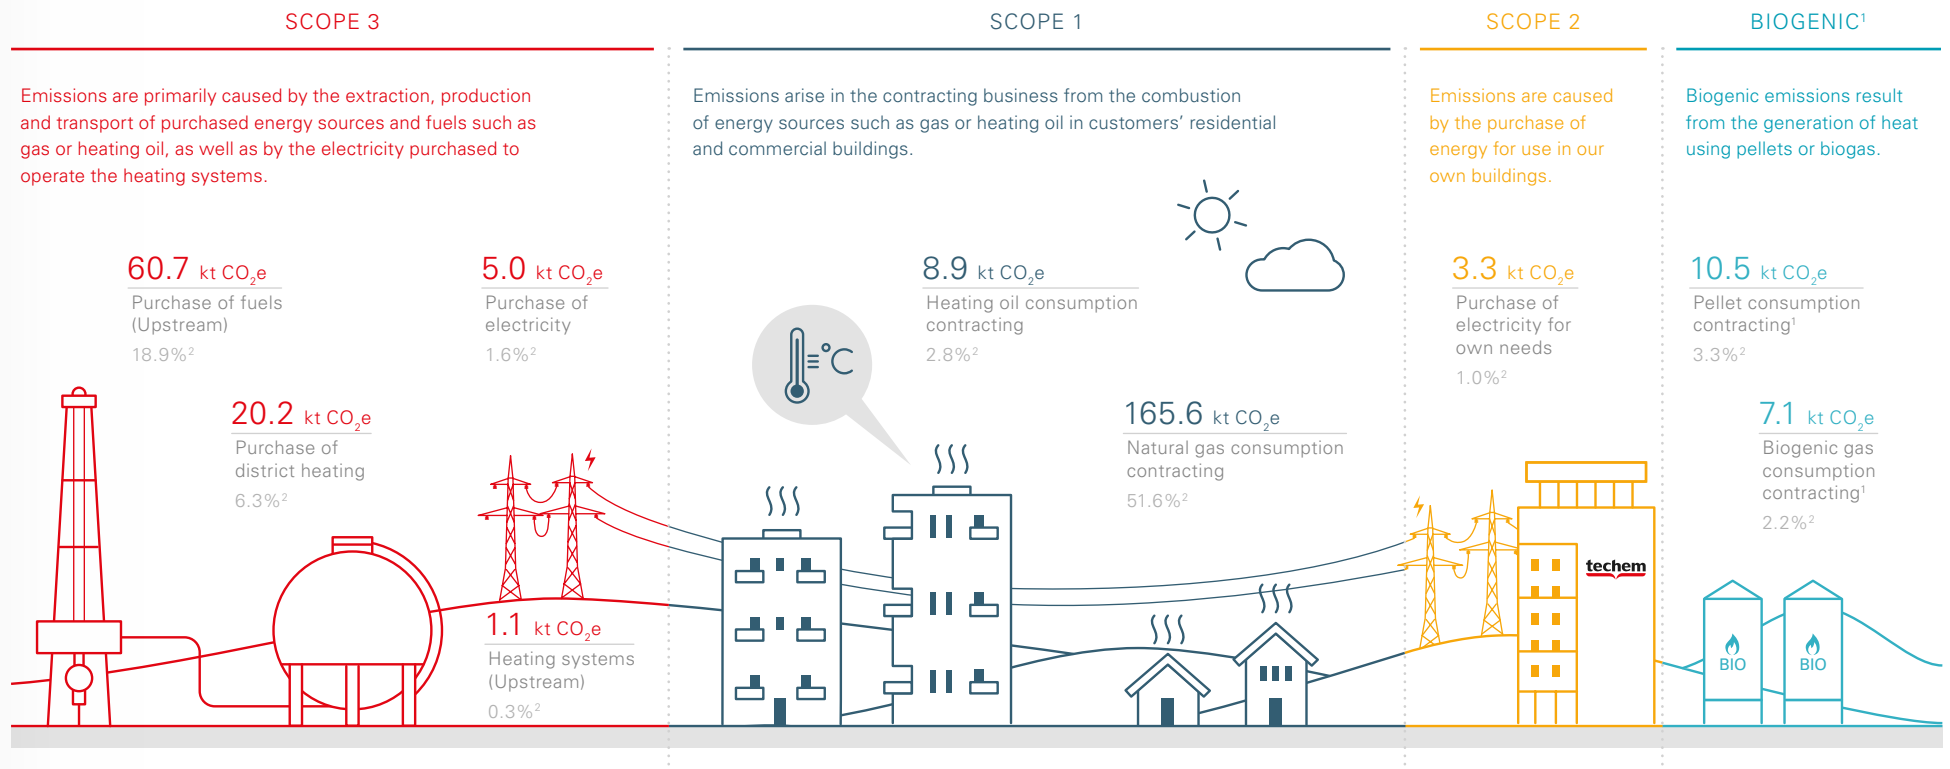 SCOPE 3
Emissions are primarily caused by the extraction, production
and transport of purchased energy sources and fuels such as
gas or heating oil, as well as by the electricity purchased to
operate the heating systems.
60.7 kt CO₂e
Purchase of fuels
(Upstream)
18.9%²
5.0 kt CO₂e
Purchase of
electricity
1.6%²
20.2 kt CO₂e
Purchase of
district heating
6.3%²
1.1 kt CO₂e
Heating systems
(Upstream)
0.3%²
SCOPE 1
Emissions arise in the contracting business from the combustion
of energy sources such as gas or heating oil in customers’ residential
and commercial buildings.
8.9 kt CO₂e
Heating oil consumption
contracting
2.8%²
°C
165.6 kt CO₂e
Natural gas consumption
contracting
51.6%²
SCOPE 2
Emissions are caused
by the purchase of
energy for use in our
own buildings.
3.3 kt CO₂e
Purchase of
electricity for
own needs
1.0%²
techem
BIOGENIC¹
Biogenic emissions result
from the generation of heat
using pellets or biogas.
10.5 kt CO₂e
Pellet consumption
contracting¹
3.3%²
7.1 kt CO₂e
Biogenic gas
consumption
contracting¹
2.2%²
BIO
BIO